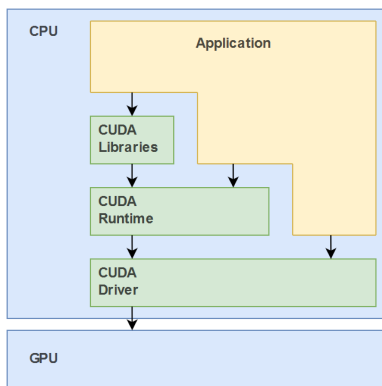 CPU
Application
CUDA
Libraries
CUDA
Runtime
CUDA
Driver
GPU